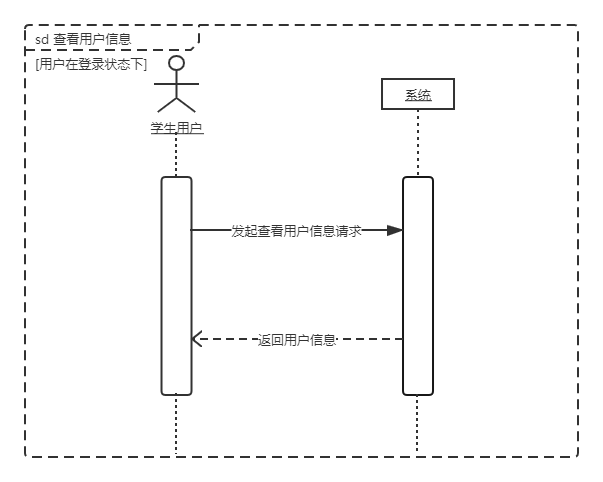 sd 查看用户信息
[用户在登录状态下]
学生用户
系统
发起查看用户信息请求
返回用户信息